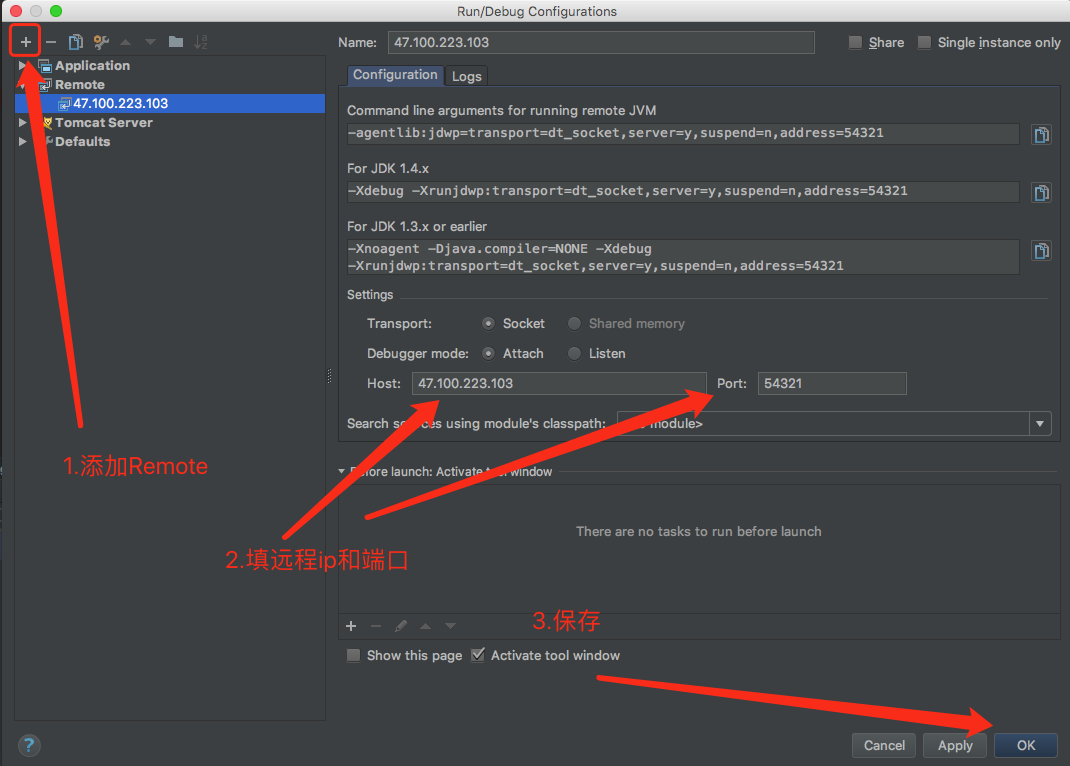 Run/Debug Configurations
Name: 47.100.223.103 Share Single instance only
Application
Remote
47.100.223.103
Tomcat Server
Defaults
Configuration Logs
Command line arguments for running remote JVM
-agentlib:jdwp=transport=dt_socket,server=y,suspend=n,address=54321
For JDK 1.4.x
-Xdebug -Xrunjdwp:transport=dt_socket,server=y,suspend=n,address=54321
For JDK 1.3.x or earlier
-Xnoagent -Djava.compiler=NONE -Xdebug
-Xrunjdwp:transport=dt_socket,server=y,suspend=n,address=54321
Settings
Transport: Socket Shared memory
Debugger mode: Attach Listen
Host: 47.100.223.103 Port: 54321
Search sources using module's classpath: module>
1.添加Remote
Before launch: Activate tool window
There are no tasks to run before launch
2.填远程ip和端口
3.保存
Show this page Activate tool window
? Cancel Apply OK